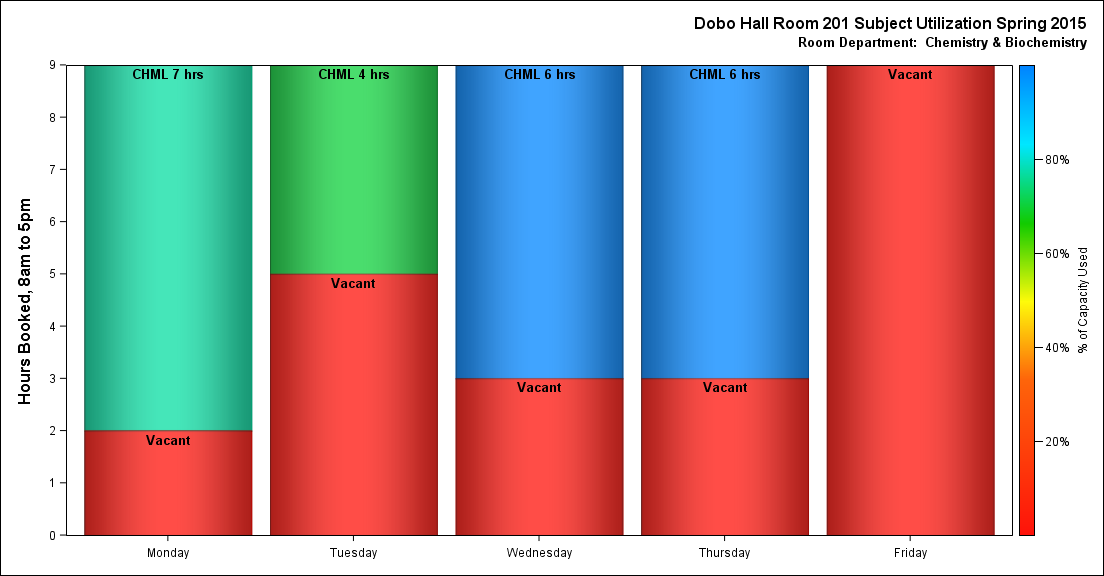 Dobo Hall Room 201 Subject Utilization Spring 2015
Room Department:  Chemistry & Biochemistry
Hours Booked, 8am to 5pm
9
8
7
6
5
4
3
2
1
0
CHML 7 hrs
Vacant
CHML 4 hrs
Vacant
CHML 6 hrs
Vacant
CHML 6 hrs
Vacant
Vacant
Monday
Tuesday
Wednesday
Thursday
Friday
80%
60%
40%
20%
% of Capacity Used